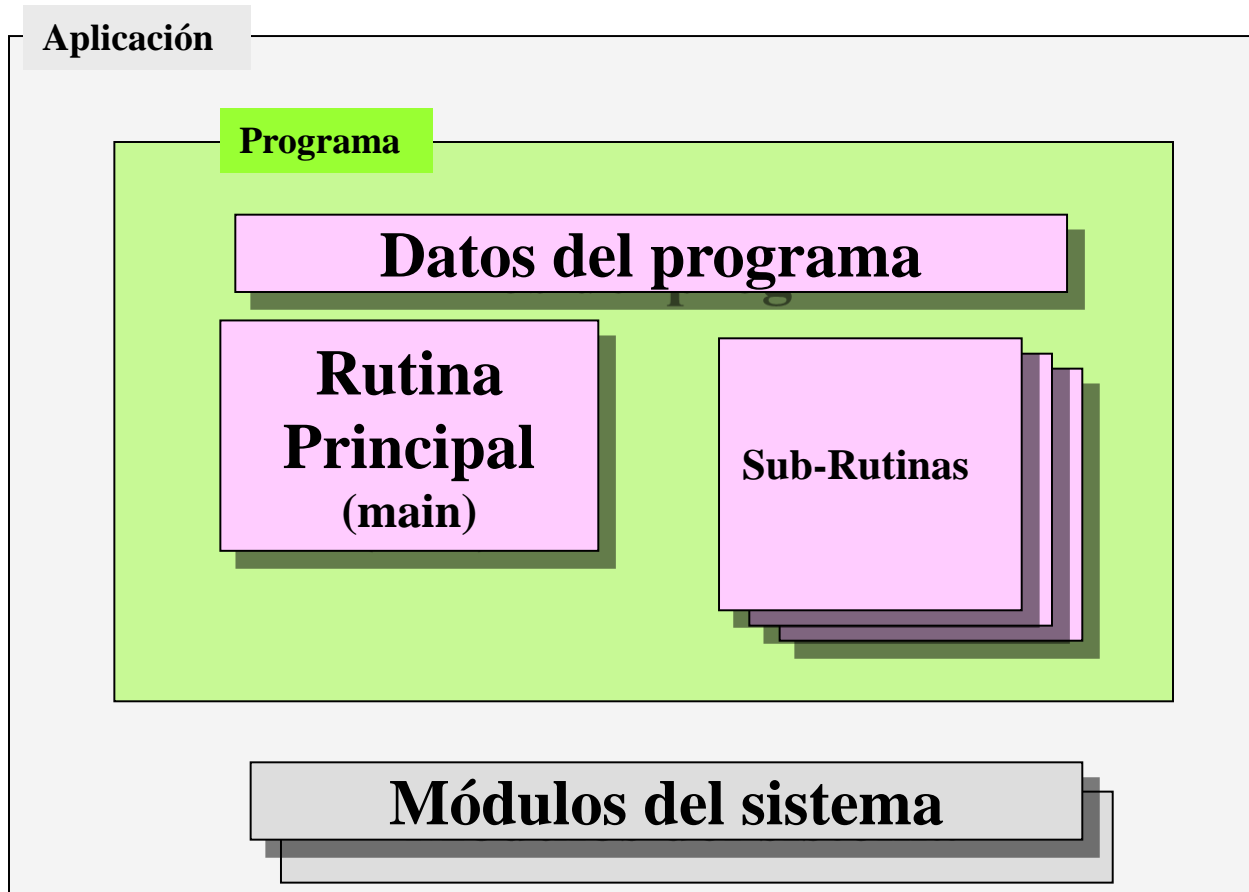 Aplicación
Programa
Datos del programa
Rutina
Principal
(main)
Sub-Rutinas
Módulos del sistema